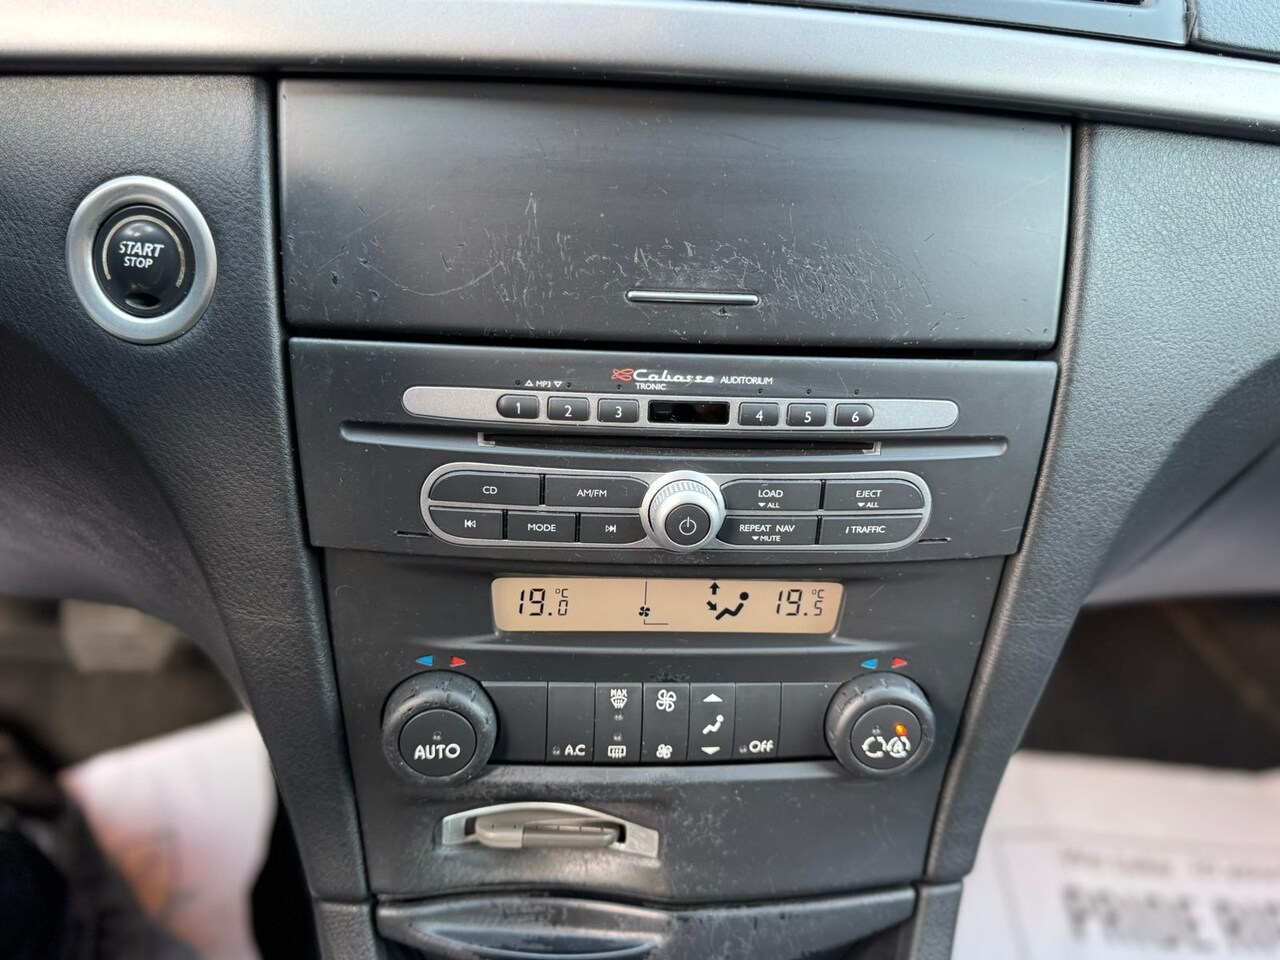 START
STOP
Cabasse AUDITORIUM
TRONIC
△ MP3 ▽
1 2 3 4 5 6
CD AM/FM LOAD EJECT
▼ALL ▼ALL
MODE REPEAT NAV i TRAFFIC
▼MUTE
19.0 °C 19.5 °C
MAX
AUTO A.C OFF
A
PRIDE